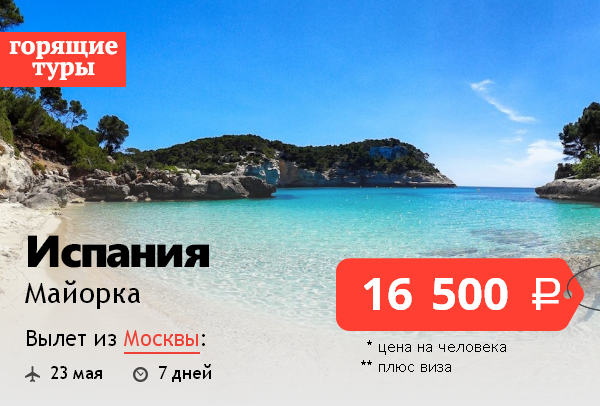 горящие
туры
Испания
Майорка
Вылет из Москвы:
23 мая 7 дней
16 500 ₽
* цена на человека
** плюс виза